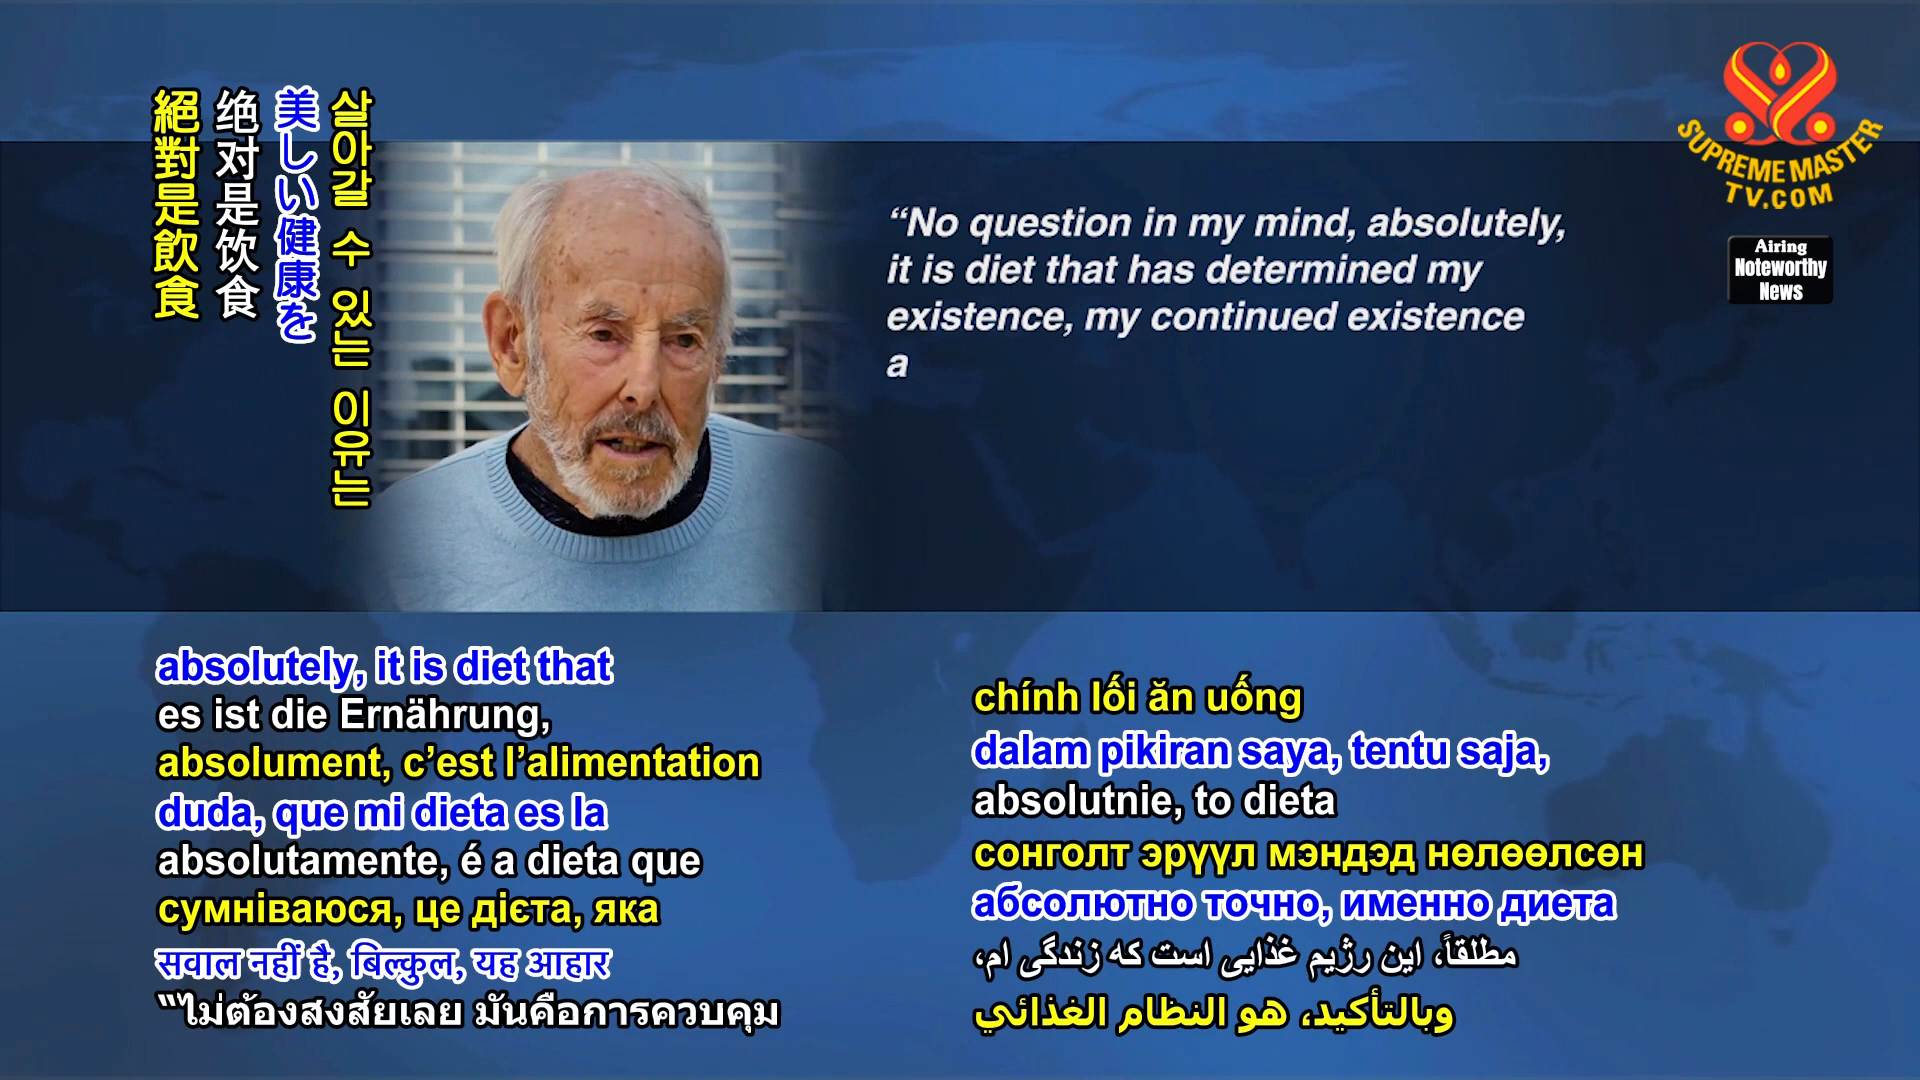 絕對是飲食
绝对是饮食
美しい健康を
살아갈 수 있는 이유는
“No question in my mind, absolutely,
it is diet that has determined my
existence, my continued existence
a
SUPREME MASTER
TV.COM
Airing
Noteworthy
News
absolutely, it is diet that
es ist die Ernährung,
absolument, c’est l’alimentation
duda, que mi dieta es la
absolutamente, é a dieta que
сумніваюся, це дієта, яка
सवाल नहीं है, बिल्कुल, यह आहार
“ไม่ต้องสงสัยเลย มันคือการควบคุม
chính lối ăn uống
dalam pikiran saya, tentu saja,
absolutnie, to dieta
сонголт эрүүл мэндэд нөлөөлсөн
абсолютно точно, именно диета
مطلقاً، این رژیم غذایی است که زندگی ام،
وبالتأكيد، هو النظام الغذائي